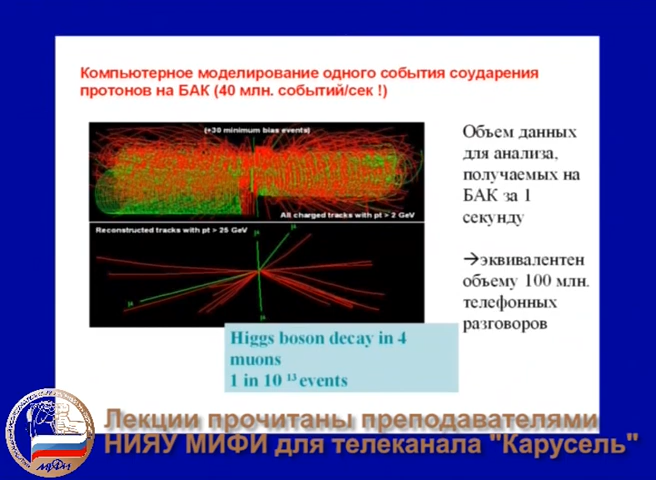 Компьютерное моделирование одного события соударения
протонов на БАК (40 млн. событий/сек !)
(+30 minimum bias events)
All charged tracks with pt > 2 GeV
Reconstructed tracks with pt > 25 GeV
Объем данных
для анализа,
получаемых на
БАК за 1
секунду
→эквивалентен
объему 100 млн.
телефонных
разговоров
Higgs boson decay in 4
muons
1 in 10 ¹³ events
Лекции прочитаны преподавателями
НИЯУ МИФИ для телеканала "Карусель"
МИФИ